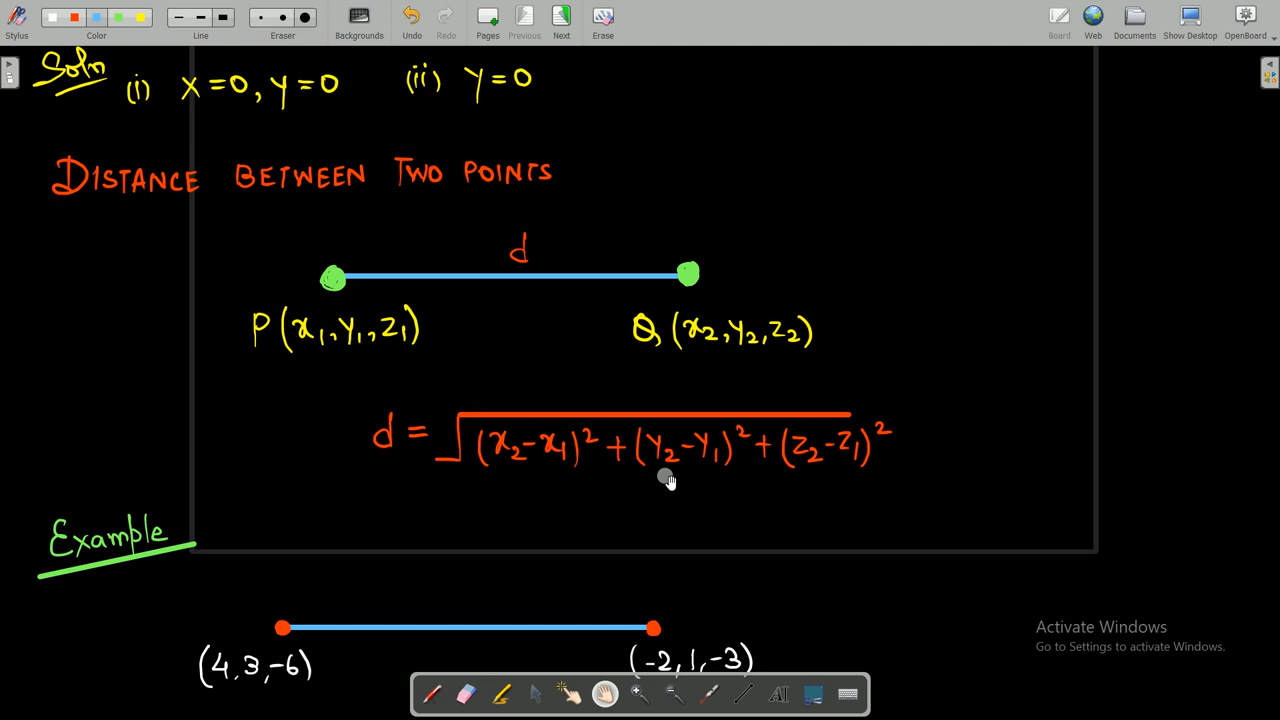 Stylus Color Line Eraser Backgrounds Undo Redo Pages Previous Next Erase Board Web Documents Show Desktop OpenBoard
Soln (i) x=0, y=0 (ii) y=0
DISTANCE BETWEEN TWO POINTS
d
P(x₁,y₁,z₁) Q(x₂,y₂,z₂)
d = √(x₂-x₁)² + (y₂-y₁)² + (z₂-z₁)²
Example
(4,3,-6) (-2,1,-3)
Activate Windows
Go to Settings to activate Windows.